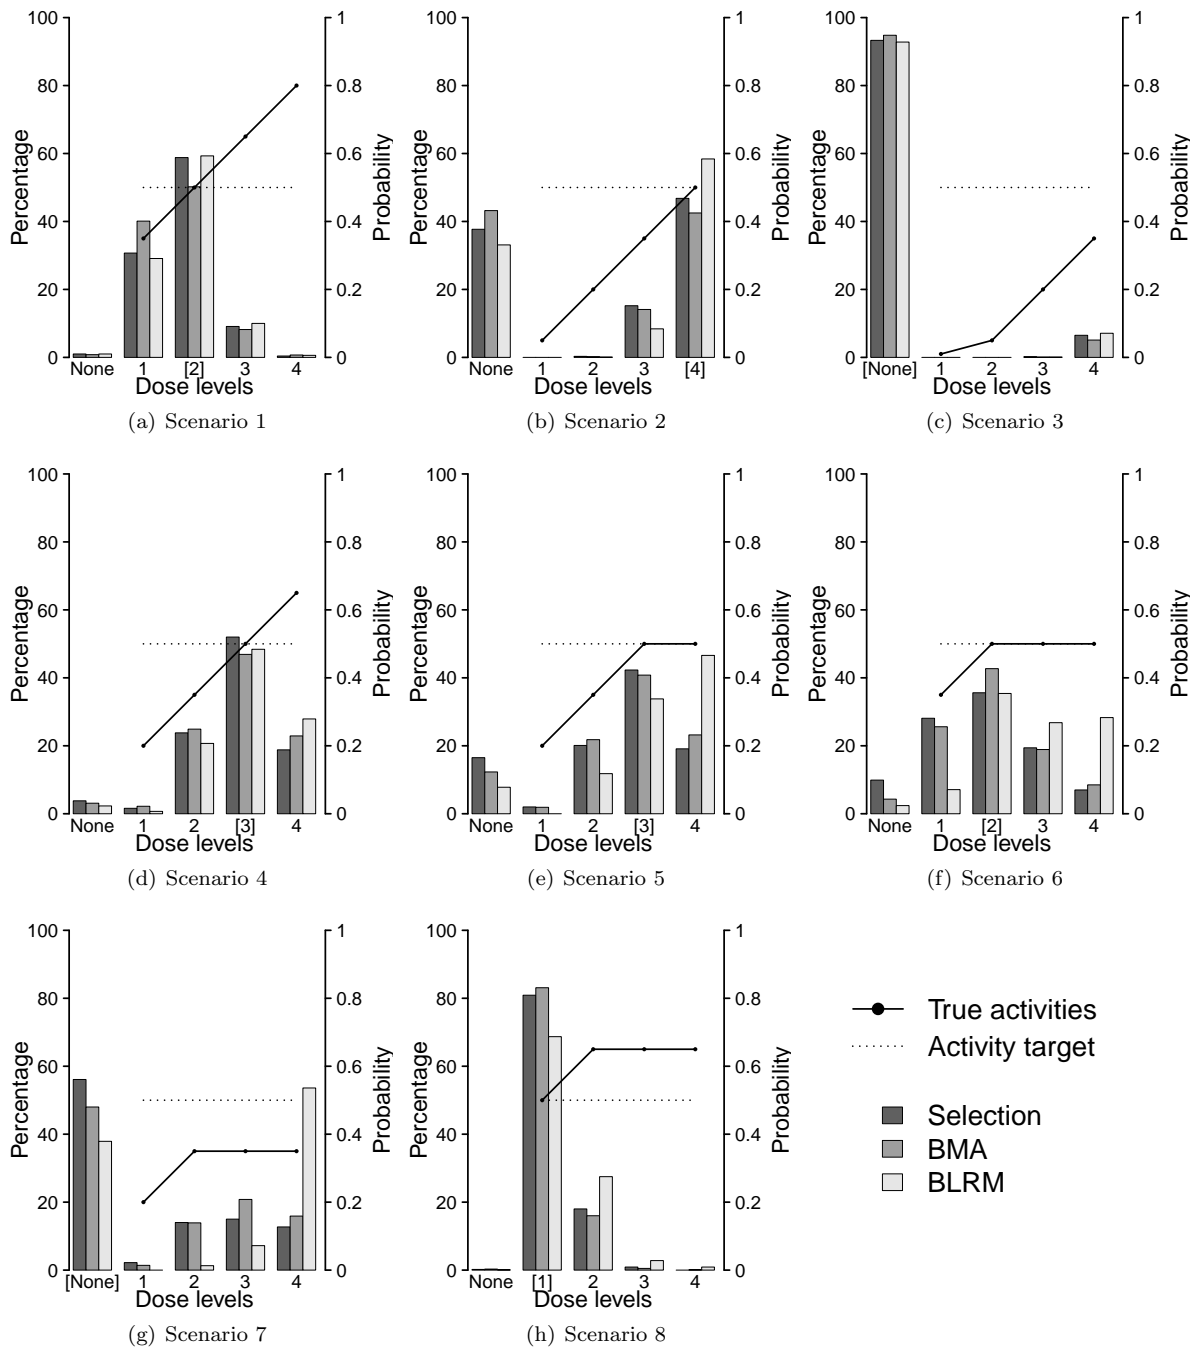 100
80
60
40
20
0
Percentage
1
0.8
0.6
0.4
0.2
0
Probability
None 1 [2] 3 4
Dose levels
(a) Scenario 1
100
80
60
40
20
0
Percentage
1
0.8
0.6
0.4
0.2
0
Probability
None 1 2 3 [4]
Dose levels
(b) Scenario 2
100
80
60
40
20
0
Percentage
1
0.8
0.6
0.4
0.2
0
Probability
[None] 1 2 3 4
Dose levels
(c) Scenario 3
100
80
60
40
20
0
Percentage
1
0.8
0.6
0.4
0.2
0
Probability
None 1 2 [3] 4
Dose levels
(d) Scenario 4
100
80
60
40
20
0
Percentage
1
0.8
0.6
0.4
0.2
0
Probability
None 1 2 [3] 4
Dose levels
(e) Scenario 5
100
80
60
40
20
0
Percentage
1
0.8
0.6
0.4
0.2
0
Probability
None 1 [2] 3 4
Dose levels
(f) Scenario 6
100
80
60
40
20
0
Percentage
1
0.8
0.6
0.4
0.2
0
Probability
[None] 1 2 3 4
Dose levels
(g) Scenario 7
100
80
60
40
20
0
Percentage
1
0.8
0.6
0.4
0.2
0
Probability
None [1] 2 3 4
Dose levels
(h) Scenario 8
True activities
Activity target
Selection
BMA
BLRM